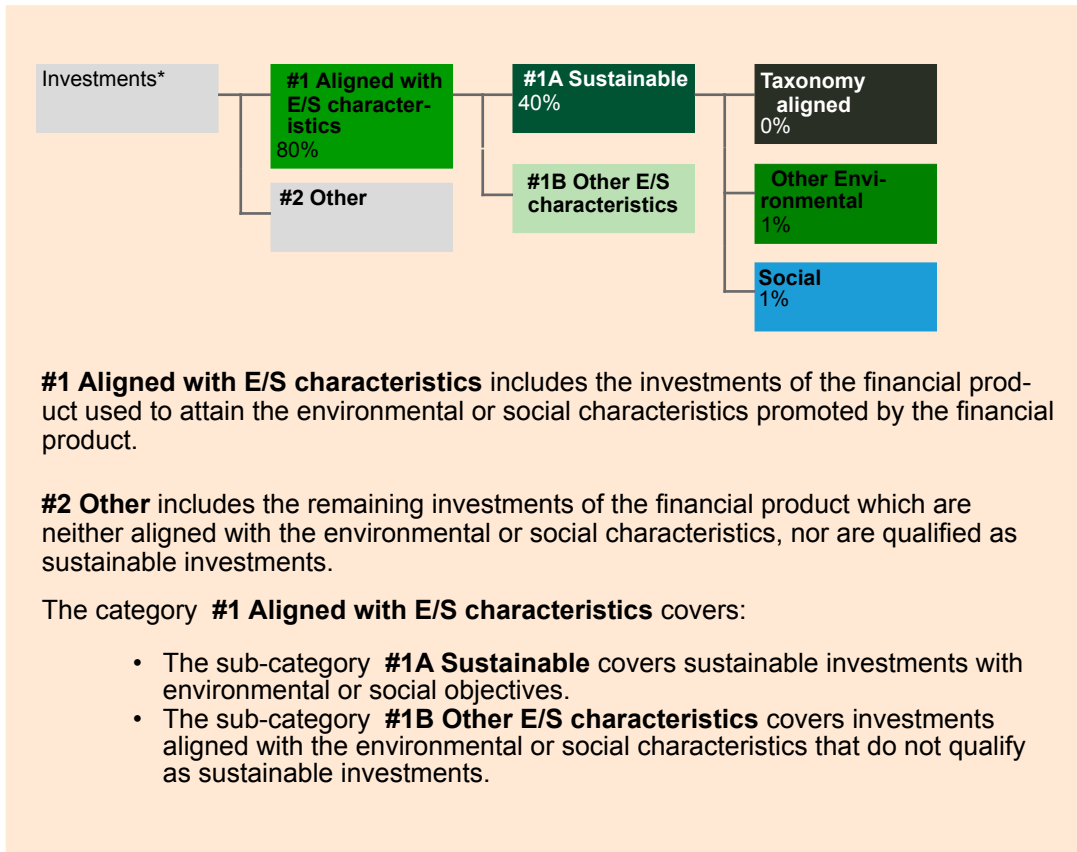 Investments*
#1 Aligned with
E/S character-
istics
80%
#2 Other
#1A Sustainable
40%
#1B Other E/S
characteristics
Taxonomy
aligned
0%
Other Envi-
ronmental
1%
Social
1%
#1 Aligned with E/S characteristics includes the investments of the financial prod-
uct used to attain the environmental or social characteristics promoted by the financial
product.
#2 Other includes the remaining investments of the financial product which are
neither aligned with the environmental or social characteristics, nor are qualified as
sustainable investments.
The category #1 Aligned with E/S characteristics covers:
• The sub-category #1A Sustainable covers sustainable investments with
environmental or social objectives.
• The sub-category #1B Other E/S characteristics covers investments
aligned with the environmental or social characteristics that do not qualify
as sustainable investments.